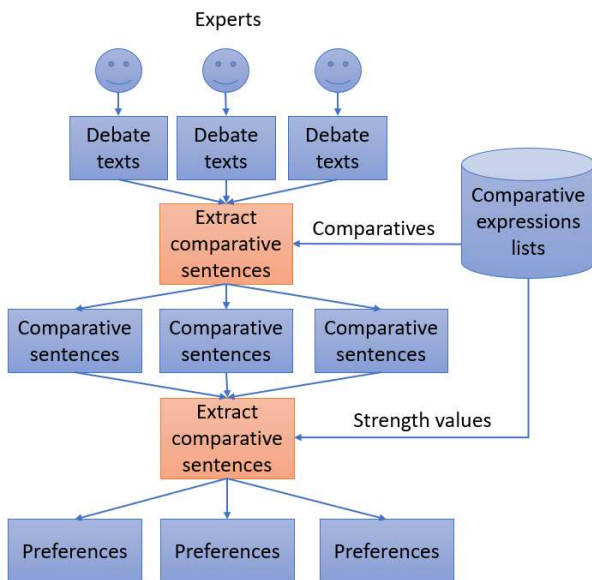 Experts
Debate
texts
Debate
texts
Debate
texts
Comparative
expressions
lists
Extract
comparative
sentences
Comparatives
Comparative
sentences
Comparative
sentences
Comparative
sentences
Extract
comparative
sentences
Strength values
Preferences
Preferences
Preferences